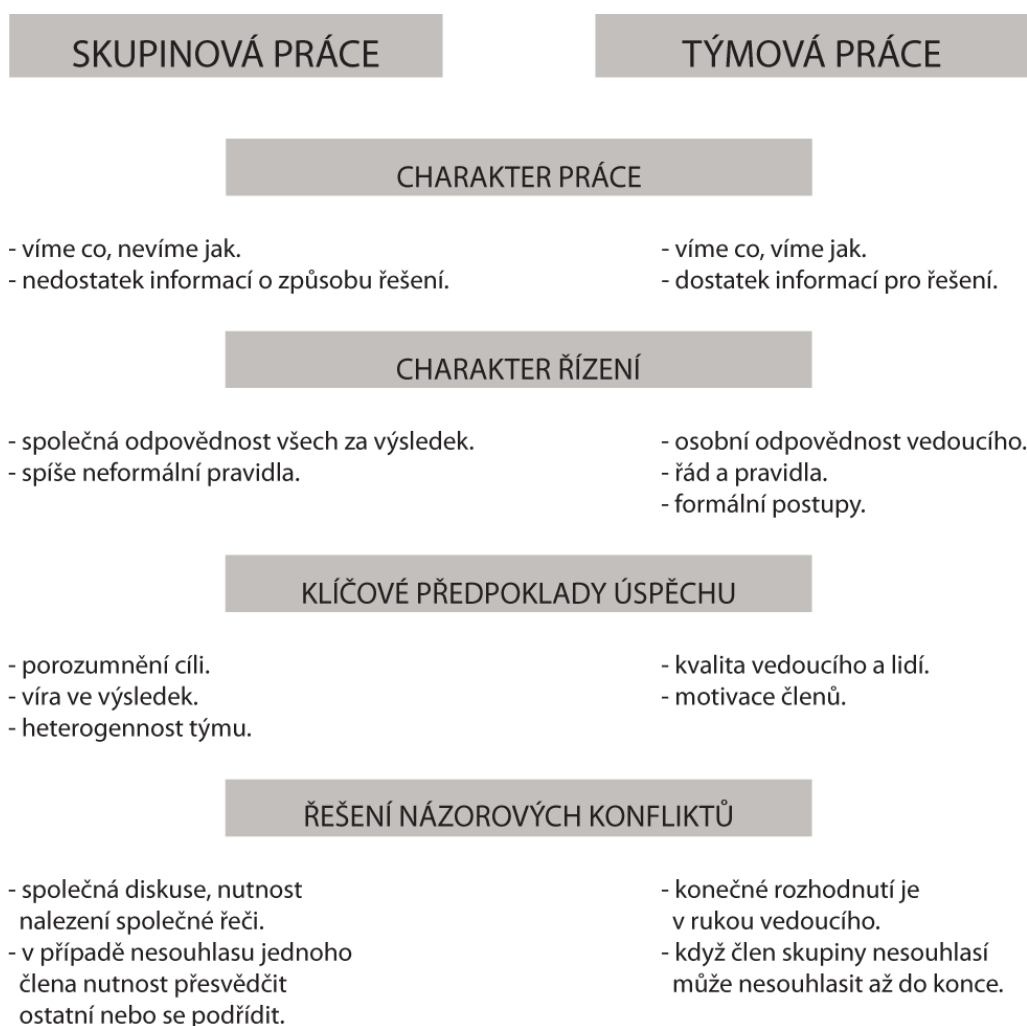 SKUPINOVÁ PRÁCE
TÝMOVÁ PRÁCE
CHARAKTER PRÁCE
- víme co, nevíme jak.
- nedostatek informací o způsobu řešení.
- víme co, víme jak.
- dostatek informací pro řešení.
CHARAKTER ŘÍZENÍ
- společná odpovědnost všech za výsledek.
- spíše neformální pravidla.
- osobní odpovědnost vedoucího.
- řád a pravidla.
- formální postupy.
KLÍČOVÉ PŘEDPOKLADY ÚSPĚCHU
- porozumnění cíli.
- víra ve výsledek.
- heterogennost týmu.
- kvalita vedoucího a lidí.
- motivace členů.
ŘEŠENÍ NÁZOROVÝCH KONFLIKTŮ
- společná diskuse, nutnost
nalezení společné řeči.
- v případě nesouhlasu jednoho
člena nutnost přesvědčit
ostatní nebo se podřídit.
- konečné rozhodnutí je
v rukou vedoucího.
- když člen skupiny nesouhlasí
může nesouhlasit až do konce.